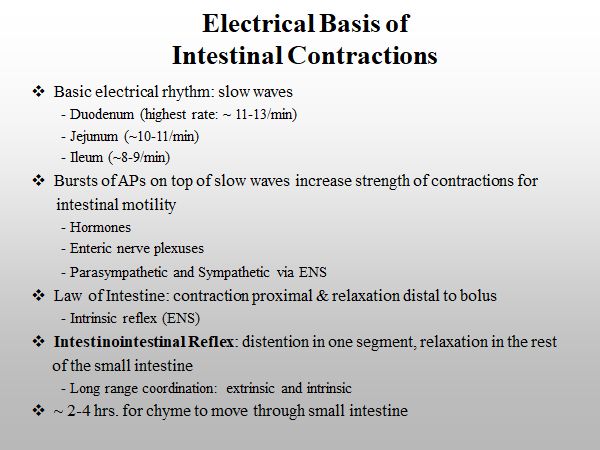 Electrical Basis of
Intestinal Contractions
❖ Basic electrical rhythm: slow waves
- Duodenum (highest rate: ~ 11-13/min)
- Jejunum (~10-11/min)
- Ileum (~8-9/min)
❖ Bursts of APs on top of slow waves increase strength of contractions for
intestinal motility
- Hormones
- Enteric nerve plexuses
- Parasympathetic and Sympathetic via ENS
❖ Law of Intestine: contraction proximal & relaxation distal to bolus
- Intrinsic reflex (ENS)
❖ Intestinointestinal Reflex: distention in one segment, relaxation in the rest
of the small intestine
- Long range coordination: extrinsic and intrinsic
❖ ~ 2-4 hrs. for chyme to move through small intestine